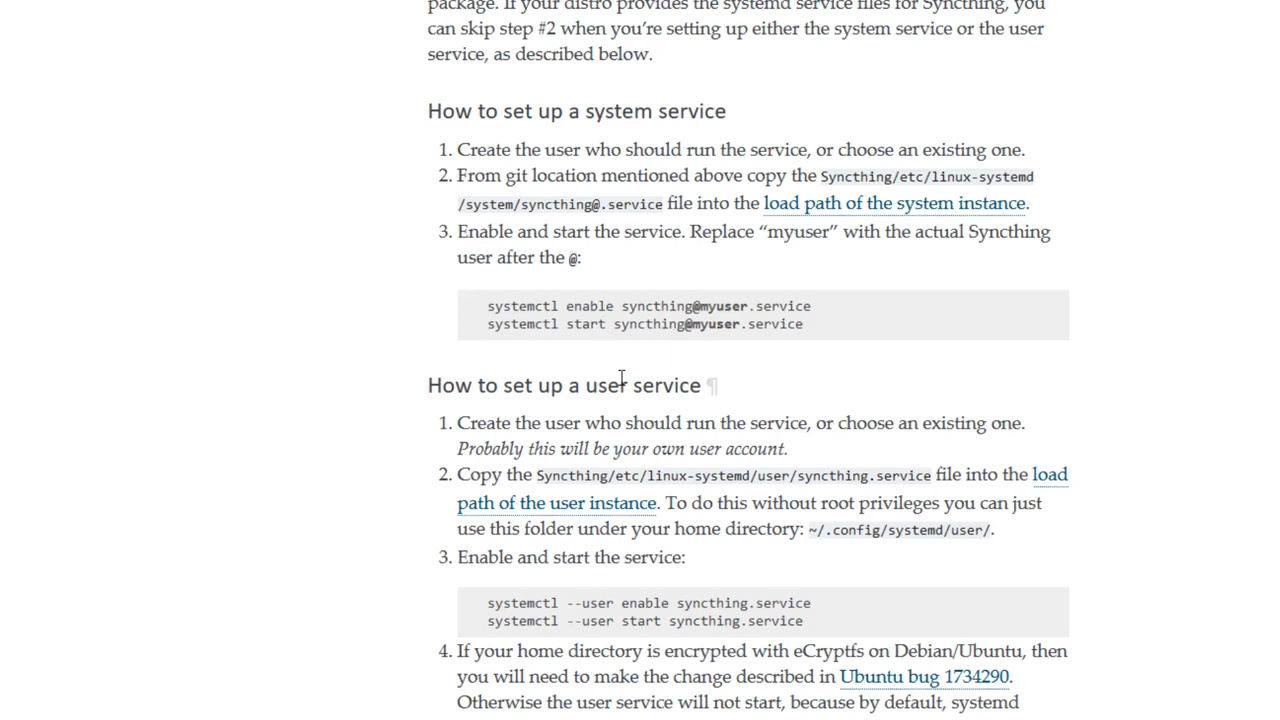 package. If your distro provides the systemd service files for Syncthing, you
can skip step #2 when you're setting up either the system service or the user
service, as described below.
How to set up a system service
1. Create the user who should run the service, or choose an existing one.
2. From git location mentioned above copy the Syncthing/etc/linux-systemd
/system/syncthing@.service file into the load path of the system instance.
3. Enable and start the service. Replace “myuser” with the actual Syncthing
user after the @:
systemctl enable syncthing@myuser.service
systemctl start syncthing@myuser.service
How to set up a user service ¶
1. Create the user who should run the service, or choose an existing one.
Probably this will be your own user account.
2. Copy the Syncthing/etc/linux-systemd/user/syncthing.service file into the load
path of the user instance. To do this without root privileges you can just
use this folder under your home directory: ~/.config/systemd/user/.
3. Enable and start the service:
systemctl --user enable syncthing.service
systemctl --user start syncthing.service
4. If your home directory is encrypted with eCryptfs on Debian/Ubuntu, then
you will need to make the change described in Ubuntu bug 1734290.
Otherwise the user service will not start, because by default, systemd